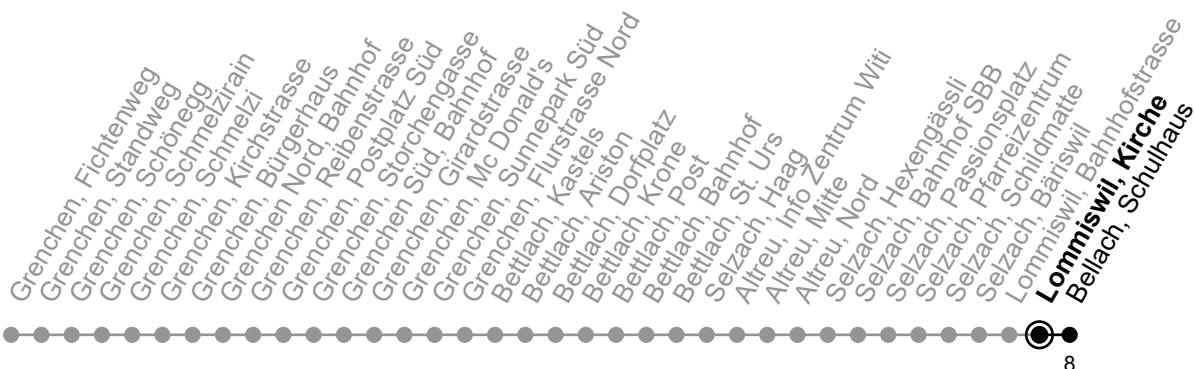 Grenchen, Fichtenweg
Grenchen, Standweg
Grenchen, Schönegg
Grenchen, Schmelzirain
Grenchen, Schmelzi
Grenchen, Kirchstrasse
Grenchen, Bürgerhaus
Grenchen Nord, Bahnhof
Grenchen, Rebenstrasse
Grenchen, Postplatz Süd
Grenchen, Storchengasse
Grenchen Süd, Bahnhof
Grenchen, Girardstrasse
Grenchen, Mc Donald's
Grenchen, Sunnepark Süd
Grenchen, Flurstrasse Nord
Bettlach, Kastels
Bettlach, Ariston
Bettlach, Dorfplatz
Bettlach, Krone
Bettlach, Post
Bettlach, Bahnhof
Bettlach, St. Urs
Selzach, Haag
Altreu, Info Zentrum Witi
Altreu, Mitte
Altreu, Nord
Selzach, Hexengässli
Selzach, Bahnhof SBB
Selzach, Passionsplatz
Selzach, Pfarreizentrum
Selzach, Schildmatte
Selzach, Bäriswil
Lommiswil, Bahnhofstrasse
Lommiswil, Kirche
Bellach, Schulhaus
8